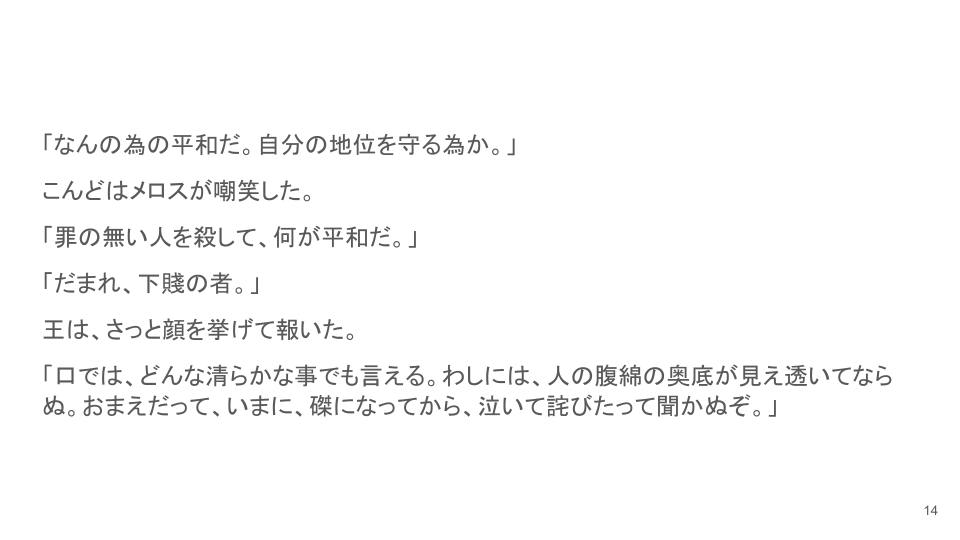 「なんの為の平和だ。自分の地位を守る為か。」
こんどはメロスが嘲笑した。
「罪の無い人を殺して、何が平和だ。」
「だまれ、下賤の者。」
王は、さっと顔を挙げて報いた。
「口では、どんな清らかな事でも言える。わしには、人の腹綿の奥底が見え透いてなら
ぬ。おまえだって、いまに、磔になってから、泣いて詫びたって聞かぬぞ。」
14